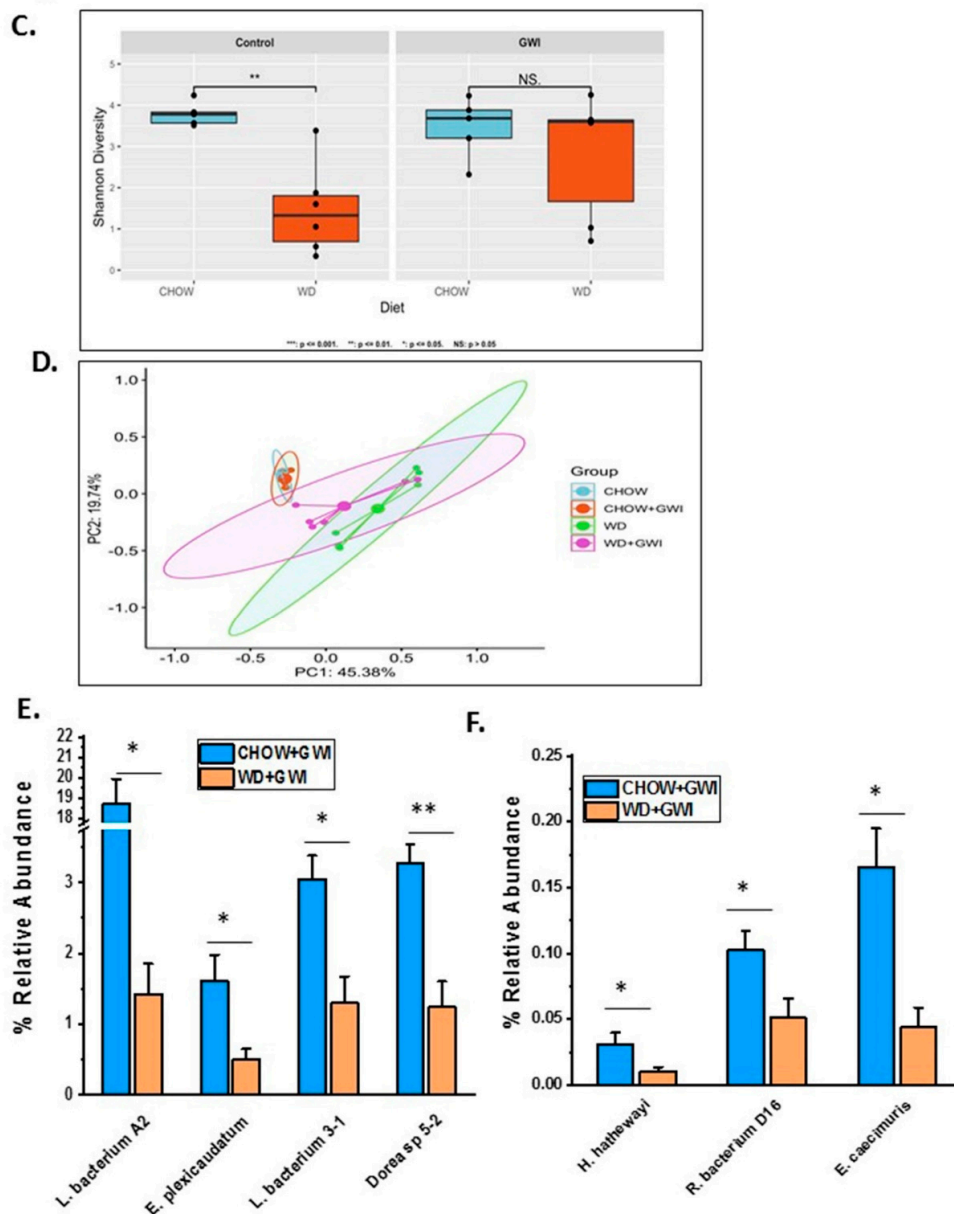 C.
Control
GWI
5
4
3
2
1
0
Shannon Diversity
**
NS.
CHOW
WD
CHOW
WD
Diet
***: p <= 0.001. **: p <= 0.01. *: p <= 0.05. NS: p > 0.05
D.
1.0
0.5
0.0
-0.5
-1.0
PC2: 19.74%
-1.0
-0.5
0.0
0.5
1.0
PC1: 45.38%
Group
CHOW
CHOW+GWI
WD
WD+GWI
E.
22
21
20
19
18
3
2
1
0
% Relative Abundance
CHOW+GWI
WD+GWI
*
*
*
**
L. bacterium A2
E. plexicaudatum
L. bacterium 3-1
Dorea sp 5-2
F.
0.25
0.20
0.15
0.10
0.05
0.00
% Relative Abundance
CHOW+GWI
WD+GWI
*
*
*
H. hathewayi
R. bacterium D16
E. caecimuris